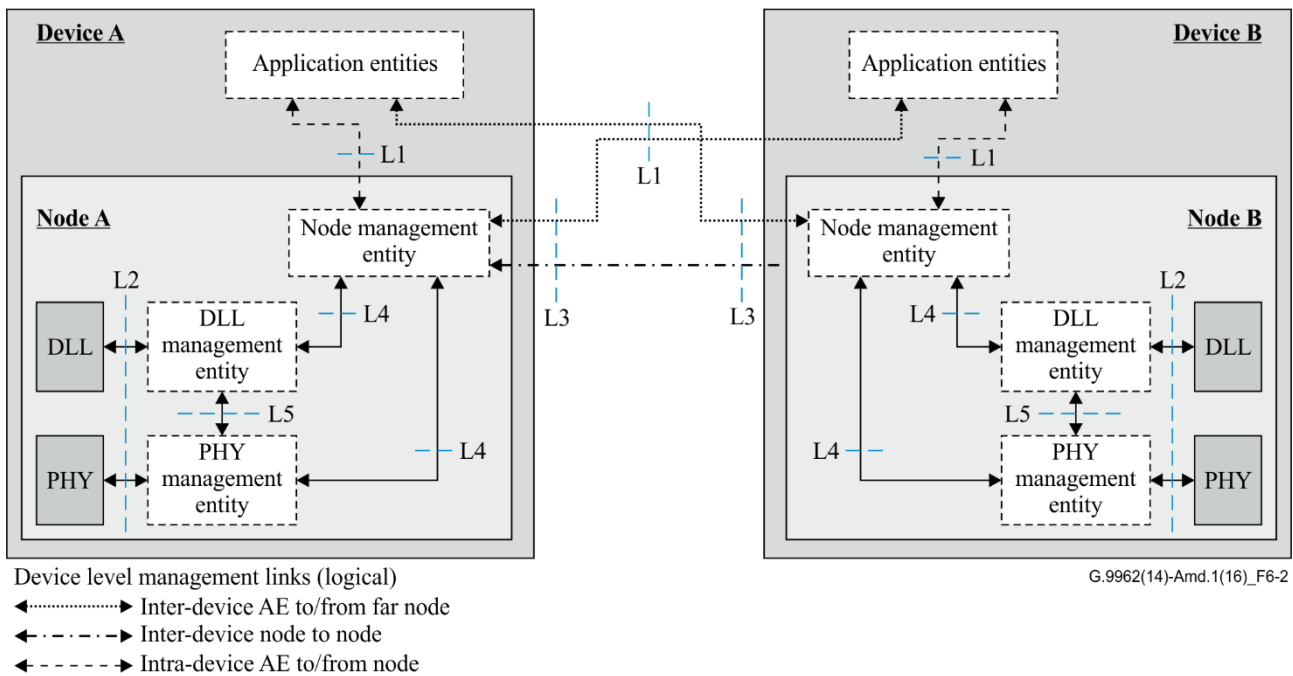 Device A
Application entities
L1
Node A
Node management
entity
L2
L4
DLL
DLL
management
entity
L5
PHY
PHY
management
entity
L4
L1
L3
L3
Device B
Application entities
L1
Node B
Node management
entity
L2
L4
DLL
management
entity
DLL
L5
L4
PHY
management
entity
PHY
Device level management links (logical)
G.9962(14)-Amd.1(16)_F6-2
Inter-device AE to/from far node
Inter-device node to node
Intra-device AE to/from node